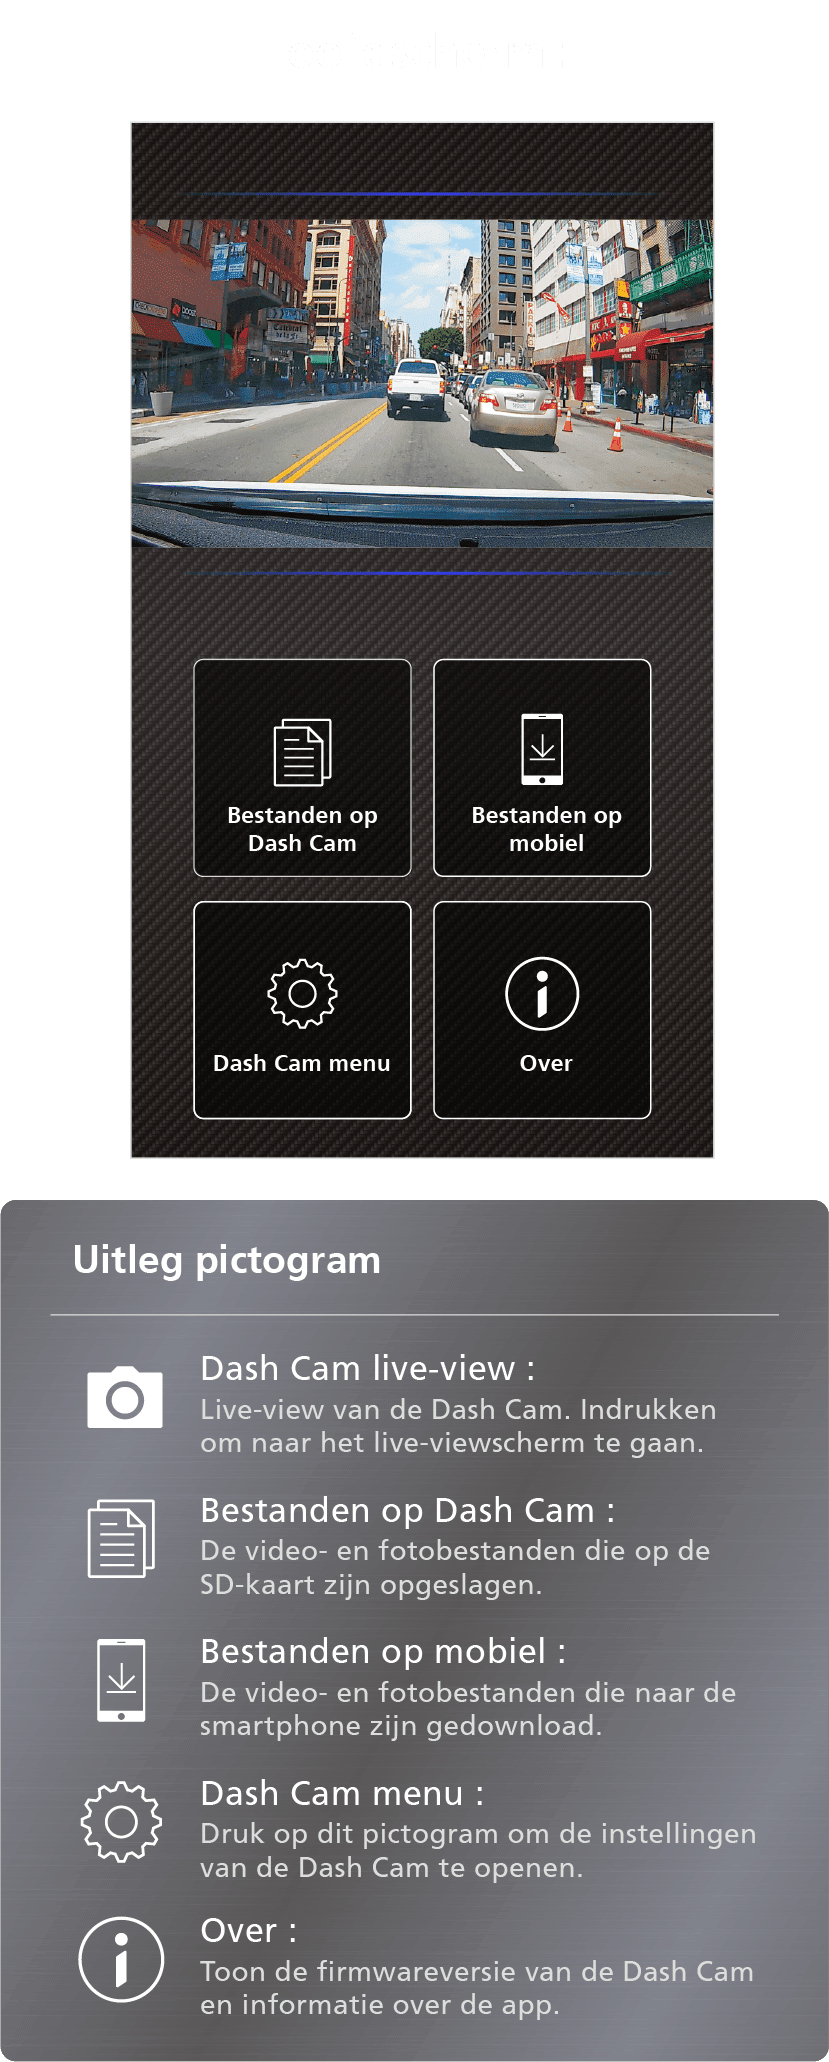 Bestanden op
Dash Cam
Bestanden op
mobiel
Dash Cam menu
Over
Uitleg pictogram
Dash Cam live-view :
Live-view van de Dash Cam. Indrukken
om naar het live-viewscherm te gaan.
Bestanden op Dash Cam :
De video- en fotobestanden die op de
SD-kaart zijn opgeslagen.
Bestanden op mobiel :
De video- en fotobestanden die naar de
smartphone zijn gedownload.
Dash Cam menu :
Druk op dit pictogram om de instellingen
van de Dash Cam te openen.
Over :
Toon de firmwareversie van de Dash Cam
en informatie over de app.